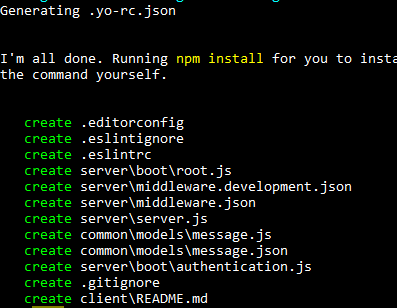 Generating .yo-rc.json
I'm all done. Running npm install for you to insta
the command yourself.
create .editorconfig
create .eslintignore
create .eslintrc
create server\boot\root.js
create server\middleware.development.json
create server\middleware.json
create server\server.js
create common\models\message.js
create common\models\message.json
create server\boot\authentication.js
create .gitignore
create client\README.md